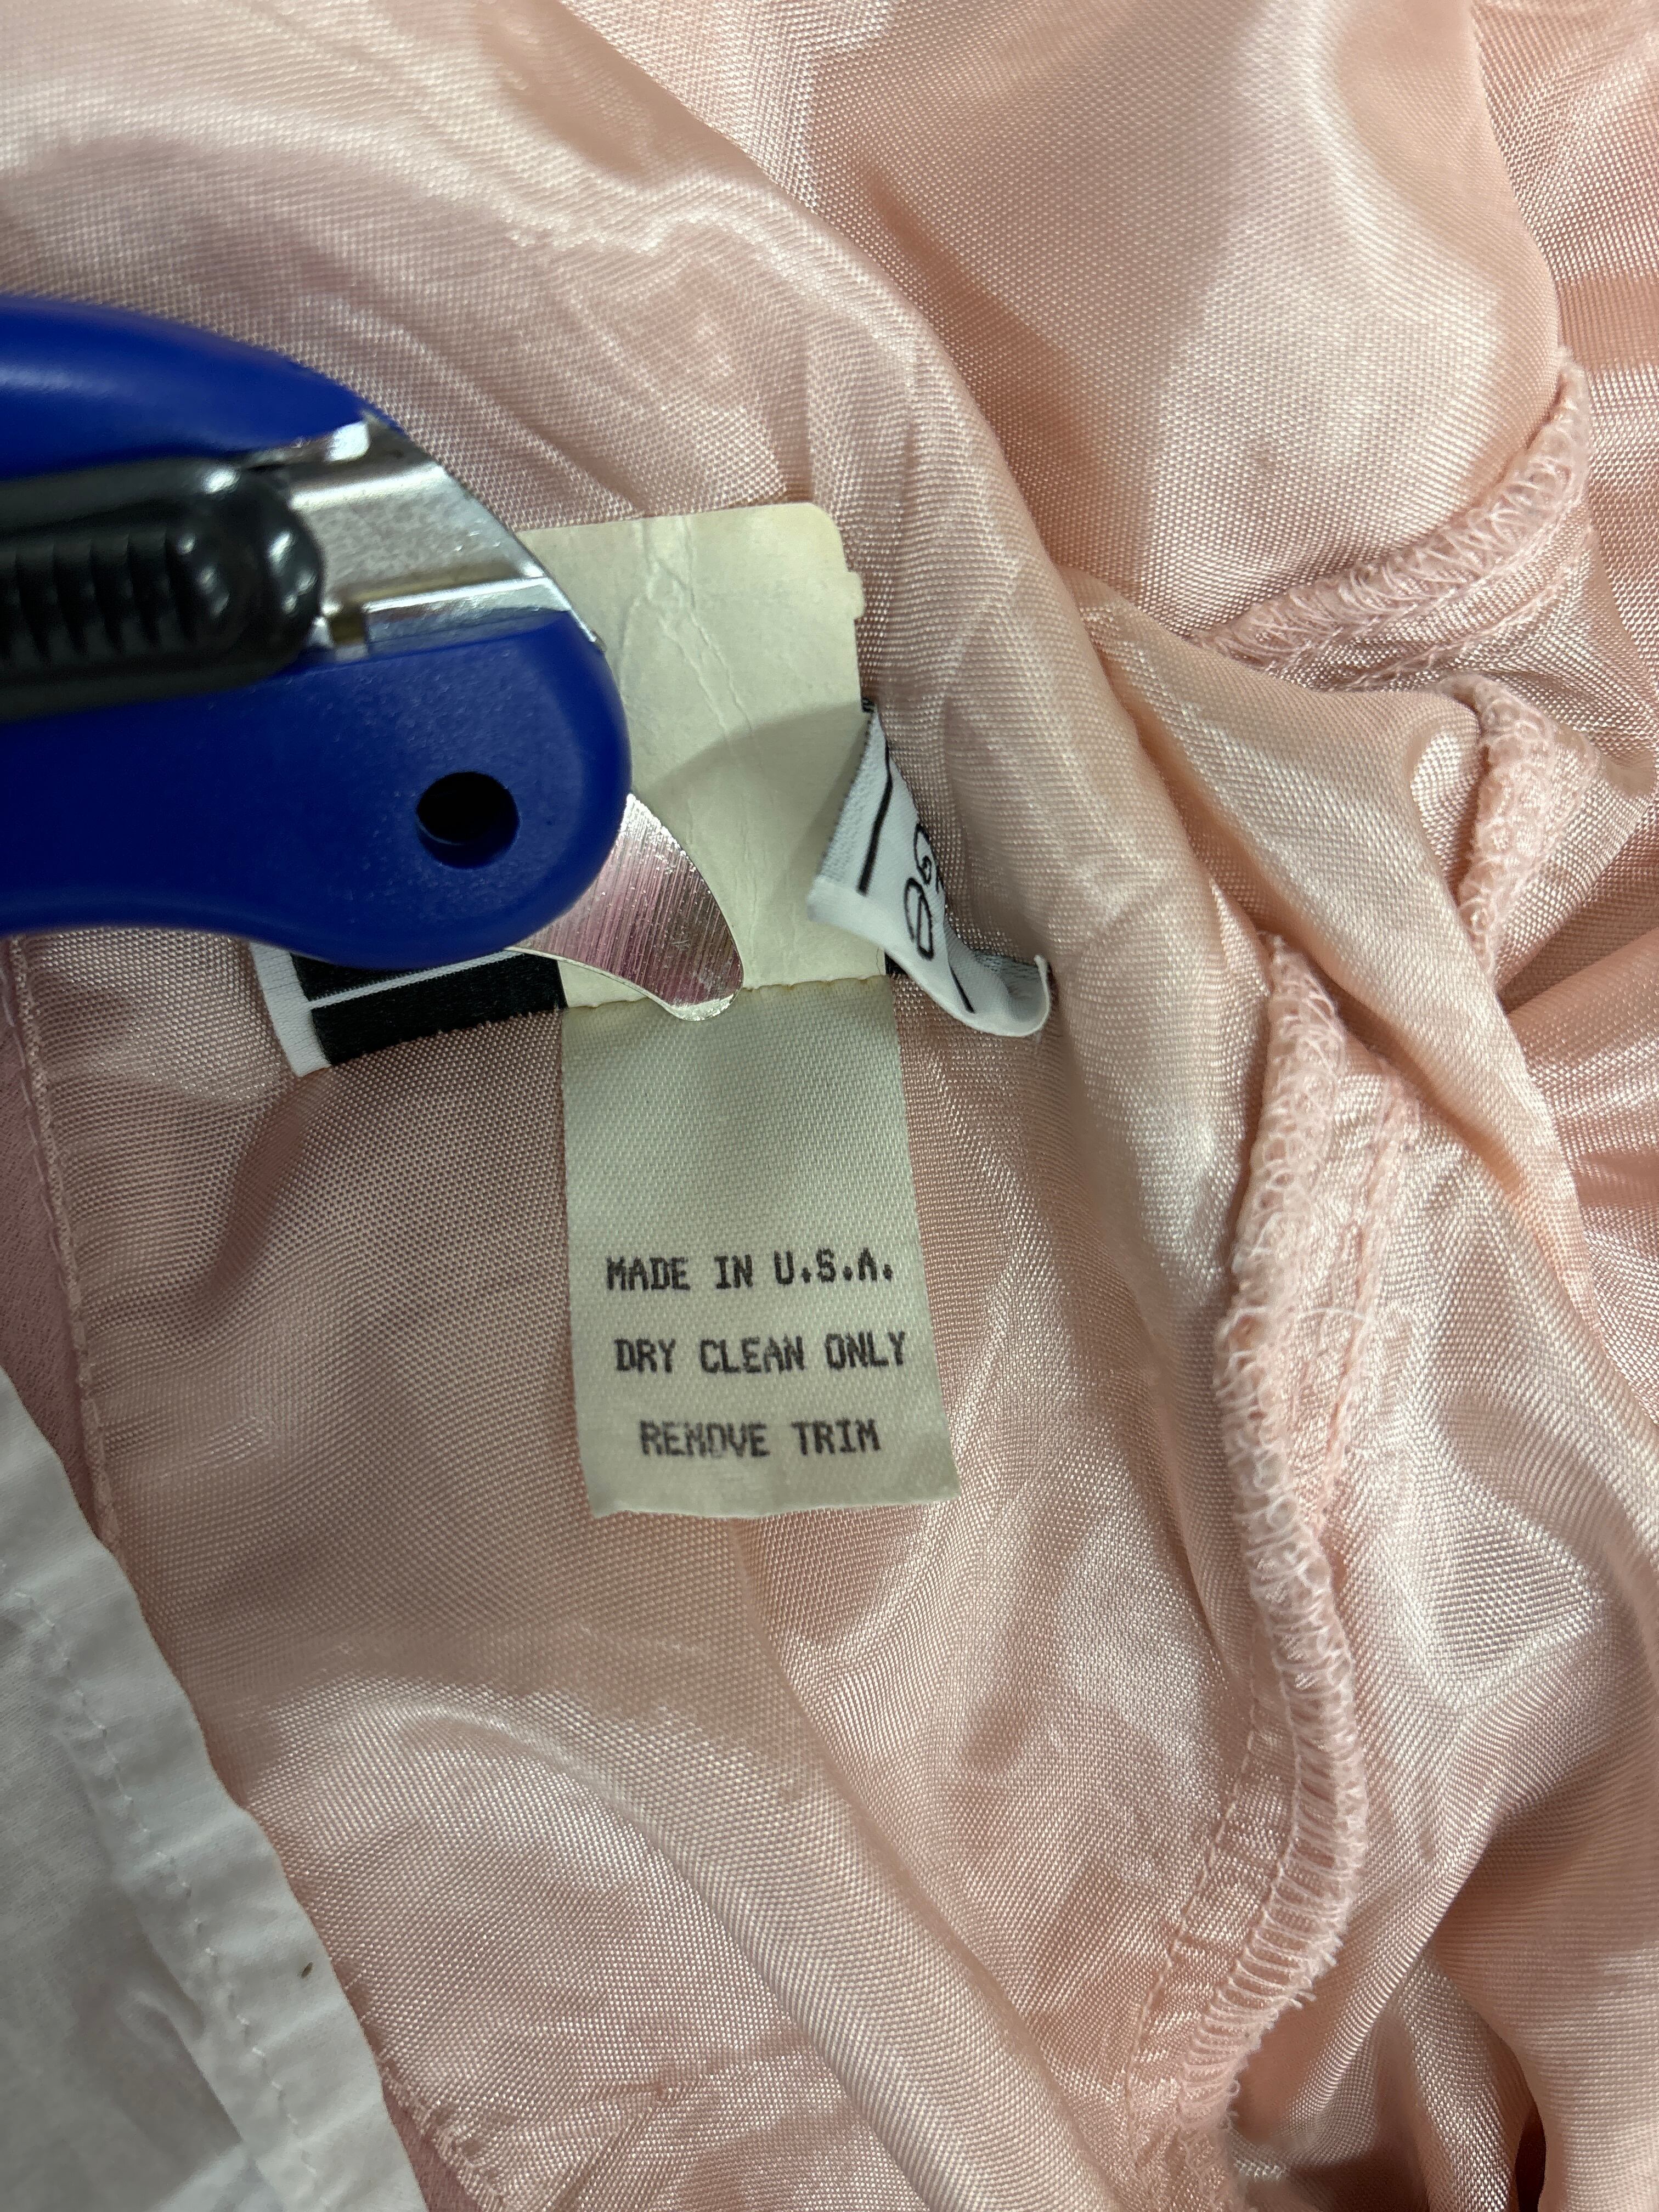 MADE IN U.S.A.
DRY CLEAN ONLY
REMOVE TRIM